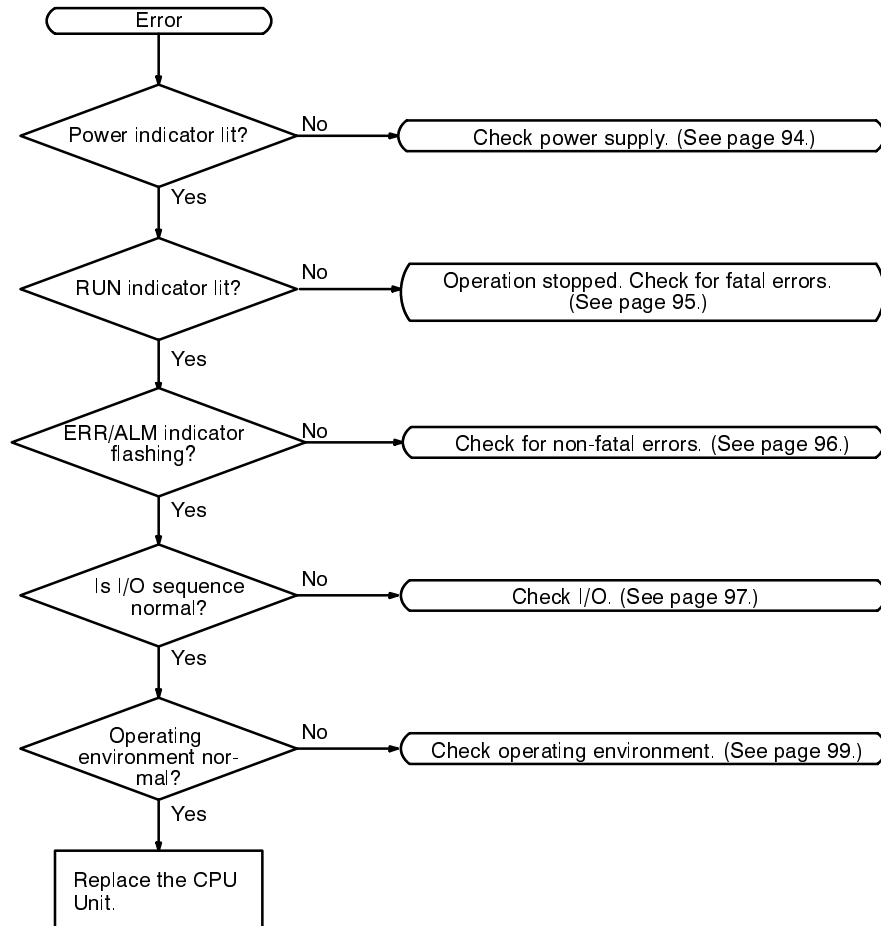 Error
Power indicator lit?
No
Check power supply. (See page 94.)
Yes
RUN indicator lit?
No
Operation stopped. Check for fatal errors.
(See page 95.)
Yes
ERR/ALM indicator
flashing?
No
Check for non-fatal errors. (See page 96.)
Yes
Is I/O sequence
normal?
No
Check I/O. (See page 97.)
Yes
Operating
environment nor-
mal?
No
Check operating environment. (See page 99.)
Yes
Replace the CPU
Unit.